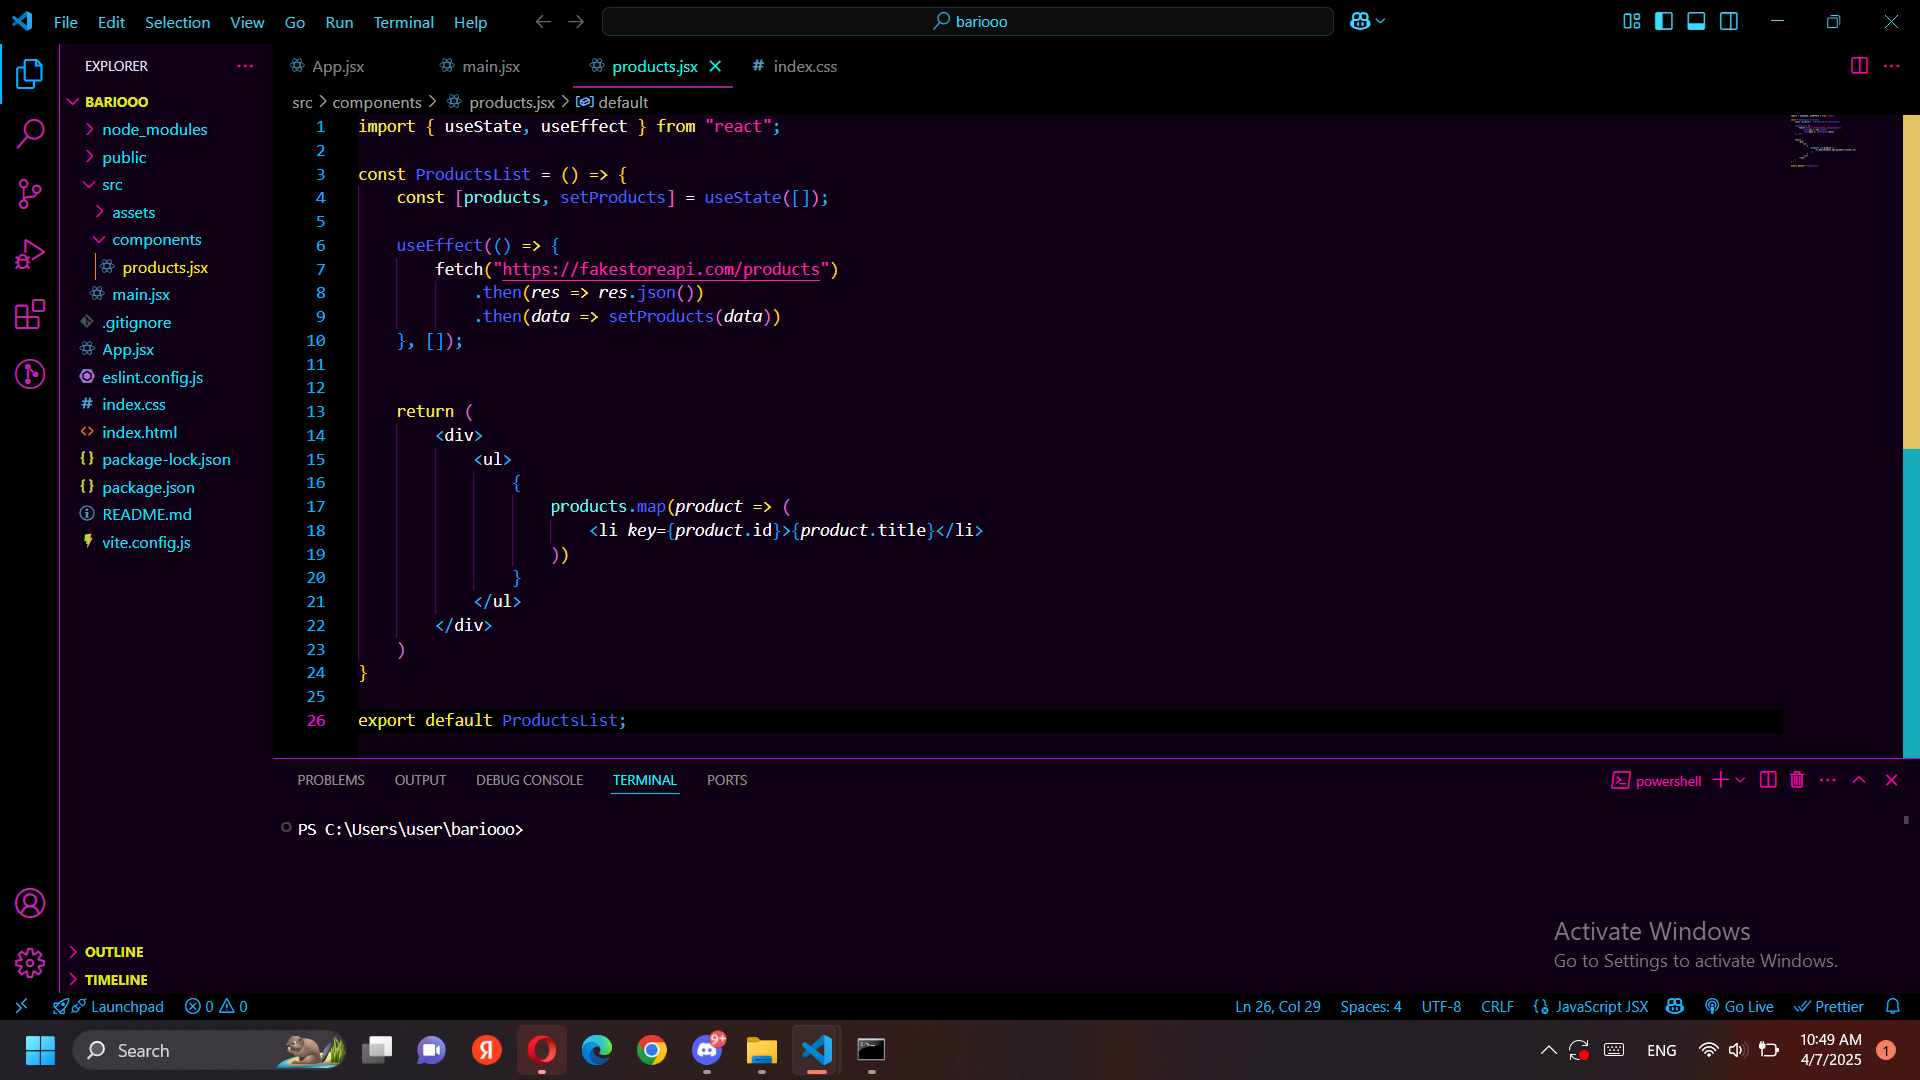 File Edit Selection View Go Run Terminal Help
bariooo
EXPLORER
BARIOOO
node_modules
public
src
assets
components
products.jsx
main.jsx
.gitignore
App.jsx
eslint.config.js
index.css
index.html
package-lock.json
package.json
README.md
vite.config.js
OUTLINE
TIMELINE
App.jsx main.jsx products.jsx # index.css
src > components > products.jsx > default
1 import { useState, useEffect } from "react";
2
3 const ProductsList = () => {
4 const [products, setProducts] = useState([]);
5
6 useEffect(() => {
7 fetch("https://fakestoreapi.com/products")
8 .then(res => res.json())
9 .then(data => setProducts(data))
10 }, []);
11
12
13 return (
14 <div>
15 <ul>
16 {
17 products.map(product => (
18 <li key={product.id}>{product.title}</li>
19 ))
20 }
21 </ul>
22 </div>
23 )
24 }
25
26 export default ProductsList;
PROBLEMS OUTPUT DEBUG CONSOLE TERMINAL PORTS
powershell
PS C:\Users\user\bariooo>
Activate Windows
Go to Settings to activate Windows.
Launchpad 0 0
Ln 26, Col 29 Spaces: 4 UTF-8 CRLF {} JavaScript JSX Go Live Prettier
Search
Я
9+
ENG
10:49 AM
4/7/2025
1